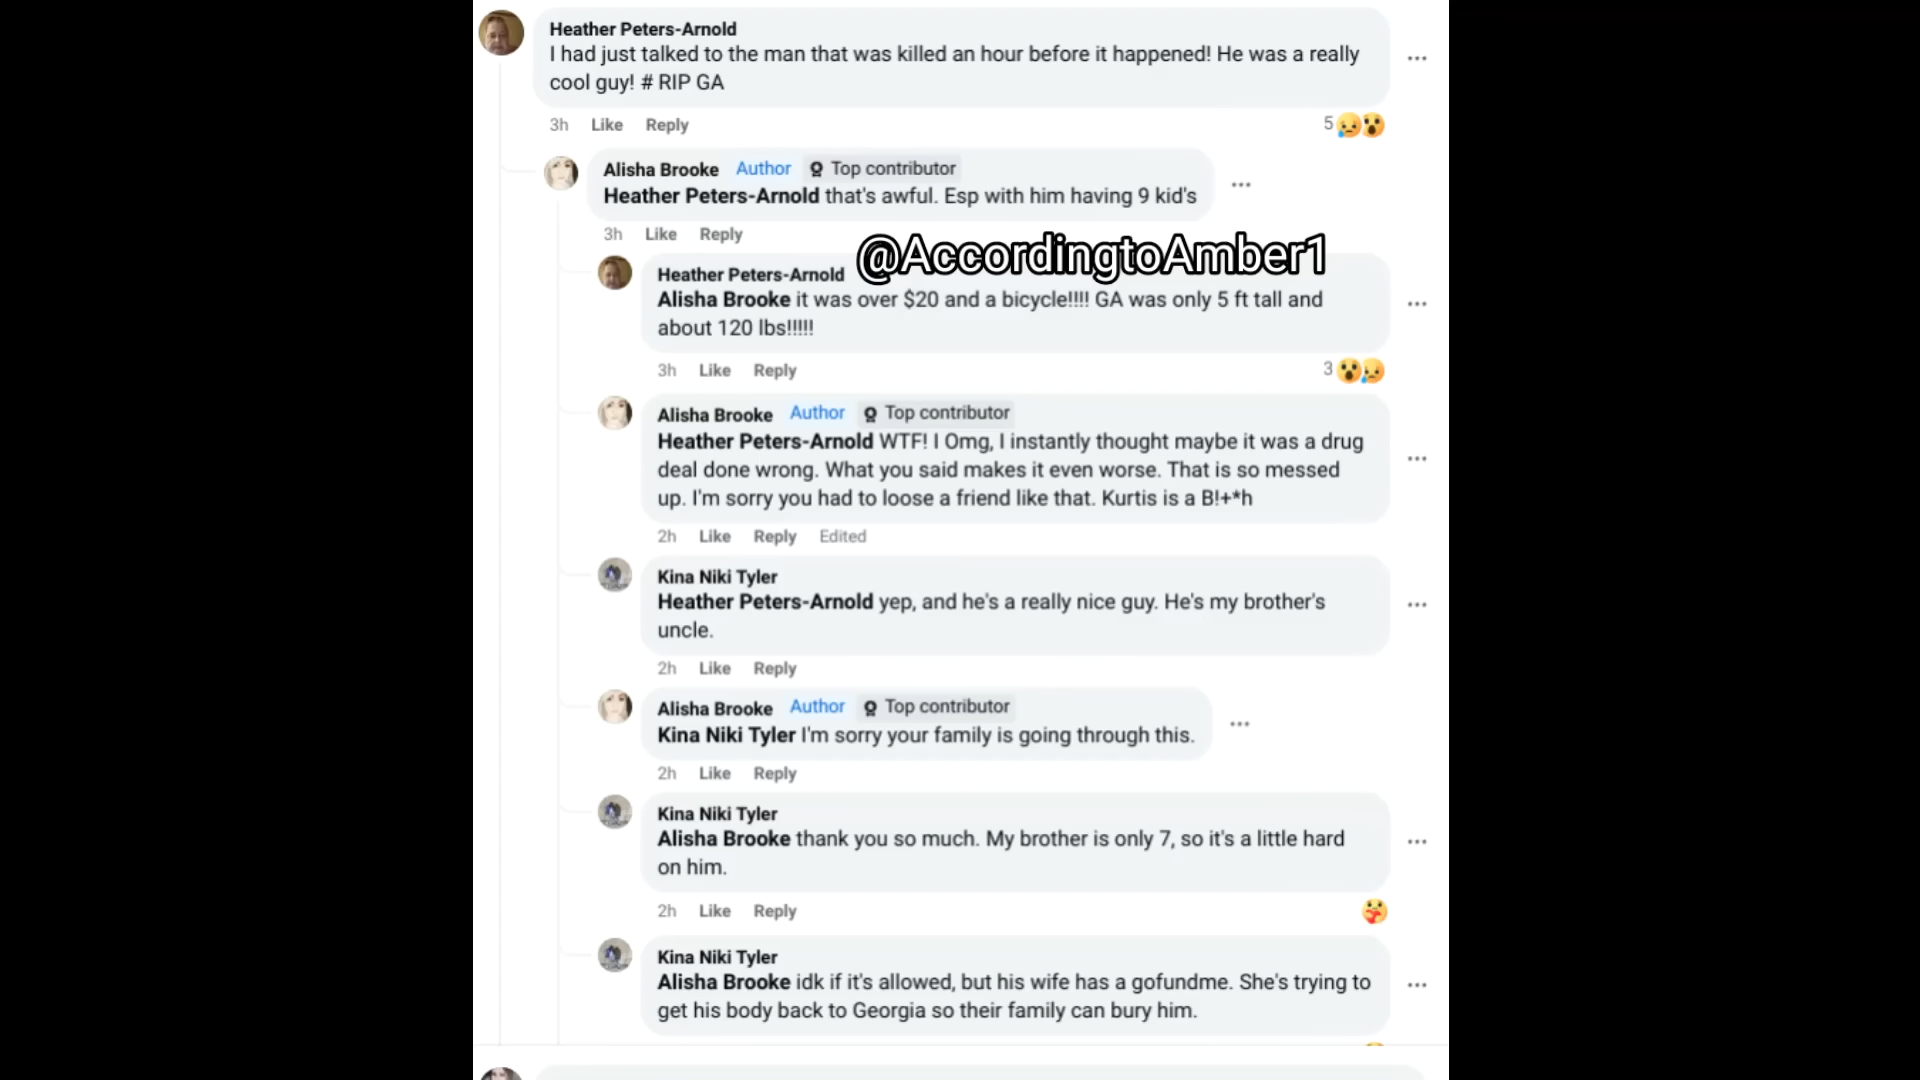 Heather Peters-Arnold
I had just talked to the man that was killed an hour before it happened! He was a really
cool guy! # RIP GA
3h Like Reply 5
Alisha Brooke Author Top contributor
Heather Peters-Arnold that's awful. Esp with him having 9 kid's
3h Like Reply
@AccordingtoAmber1
Heather Peters-Arnold
Alisha Brooke it was over $20 and a bicycle!!!! GA was only 5 ft tall and
about 120 lbs!!!!!
3h Like Reply 3
Alisha Brooke Author Top contributor
Heather Peters-Arnold WTF! I Omg, I instantly thought maybe it was a drug
deal done wrong. What you said makes it even worse. That is so messed
up. I'm sorry you had to loose a friend like that. Kurtis is a B!+*h
2h Like Reply Edited
Kina Niki Tyler
Heather Peters-Arnold yep, and he's a really nice guy. He's my brother's
uncle.
2h Like Reply
Alisha Brooke Author Top contributor
Kina Niki Tyler I'm sorry your family is going through this.
2h Like Reply
Kina Niki Tyler
Alisha Brooke thank you so much. My brother is only 7, so it's a little hard
on him.
2h Like Reply
Kina Niki Tyler
Alisha Brooke idk if it's allowed, but his wife has a gofundme. She's trying to
get his body back to Georgia so their family can bury him.